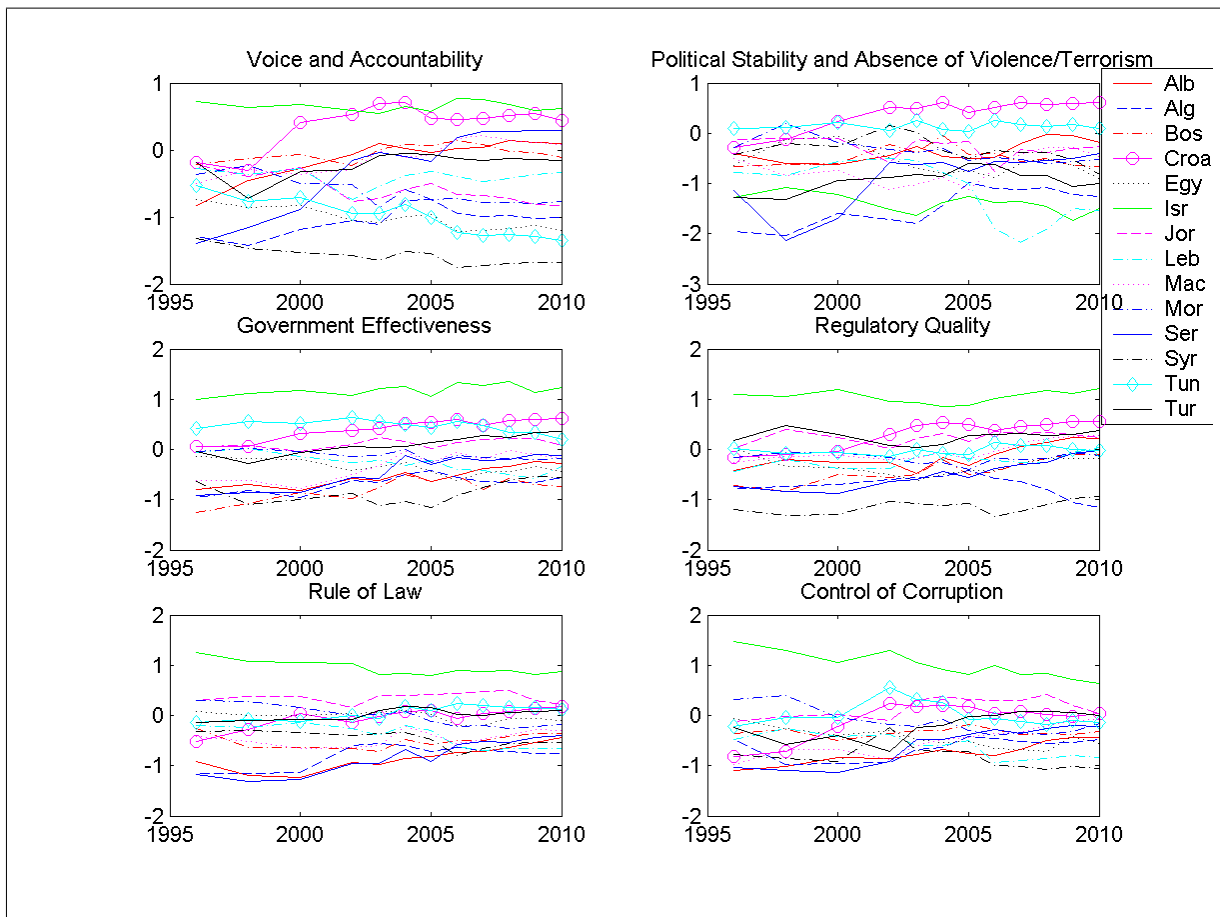 Voice and Accountability
1
0
-1
-2
1995 2000 2005 2010
Political Stability and Absence of Violence/Terrorism
1
0
-1
-2
-3
1995 2000 2005 2010
Alb
Alg
Bos
Croa
Egy
Isr
Jor
Leb
Mac
Mor
Ser
Syr
Tun
Tur
Government Effectiveness
2
1
0
-1
-2
1995 2000 2005 2010
Regulatory Quality
2
1
0
-1
-2
1995 2000 2005 2010
Rule of Law
2
1
0
-1
-2
1995 2000 2005 2010
Control of Corruption
2
1
0
-1
-2
1995 2000 2005 2010